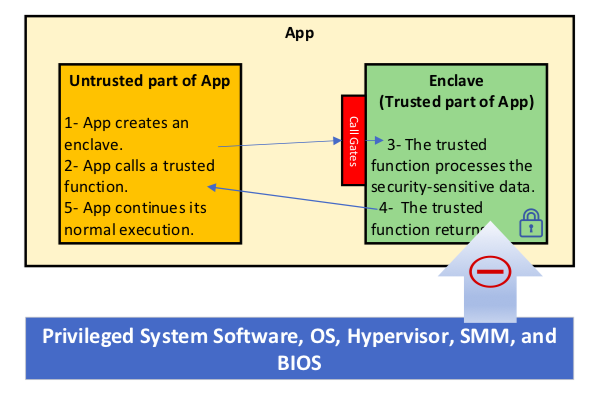 App
Untrusted part of App
1- App creates an
enclave.
2- App calls a trusted
function.
5- App continues its
normal execution.
Call Gates
Enclave
(Trusted part of App)
3- The trusted
function processes the
security-sensitive data.
4- The trusted
function returns
Privileged System Software, OS, Hypervisor, SMM, and
BIOS